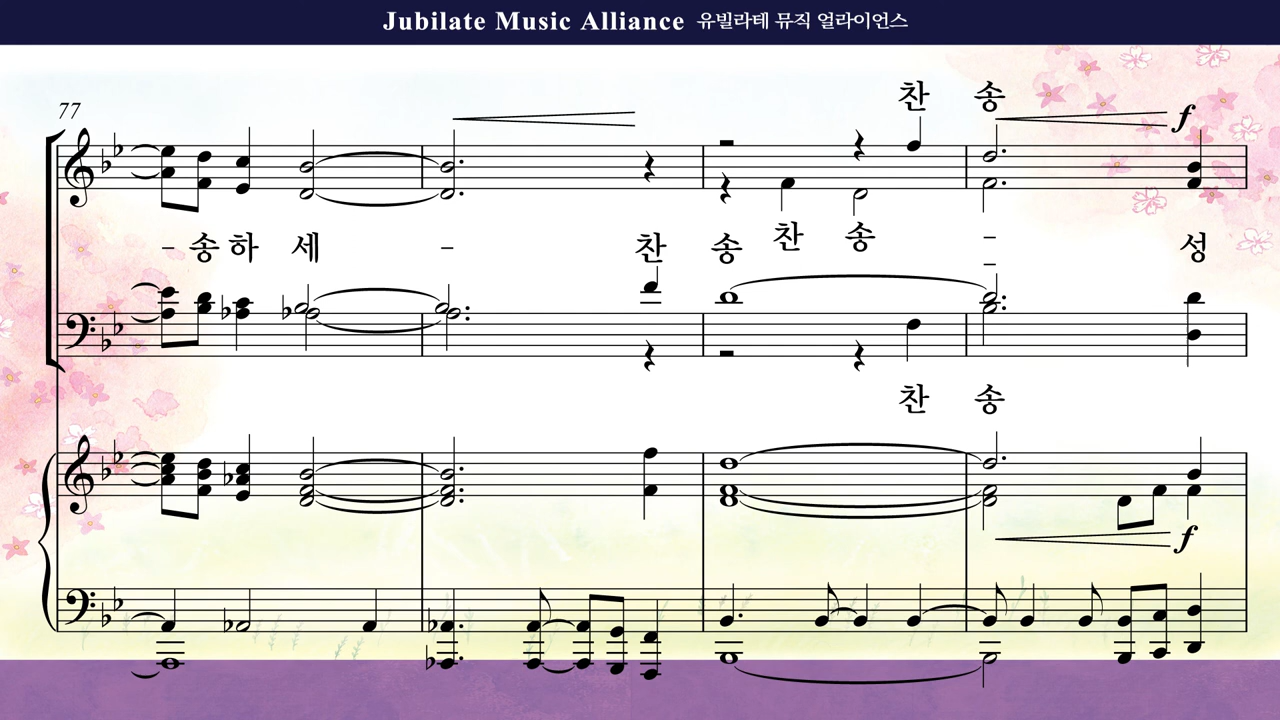 Jubilate Music Alliance 유빌라테 뮤직 얼라이언스
77
찬 송
f
- 송 하 세 - 찬 송 찬 송 - 성
-
찬 송
f